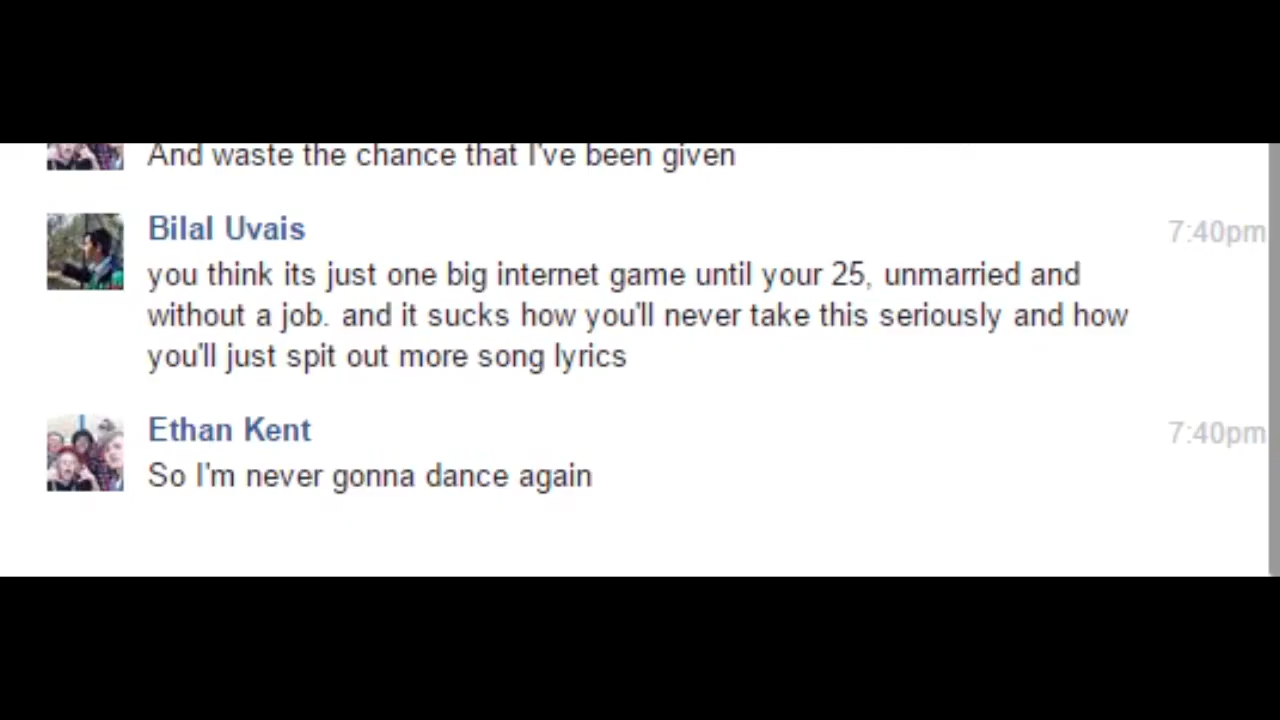 And waste the chance that I've been given
Bilal Uvais
7:40pm
you think its just one big internet game until your 25, unmarried and
without a job. and it sucks how you'll never take this seriously and how
you'll just spit out more song lyrics
Ethan Kent
7:40pm
So I'm never gonna dance again